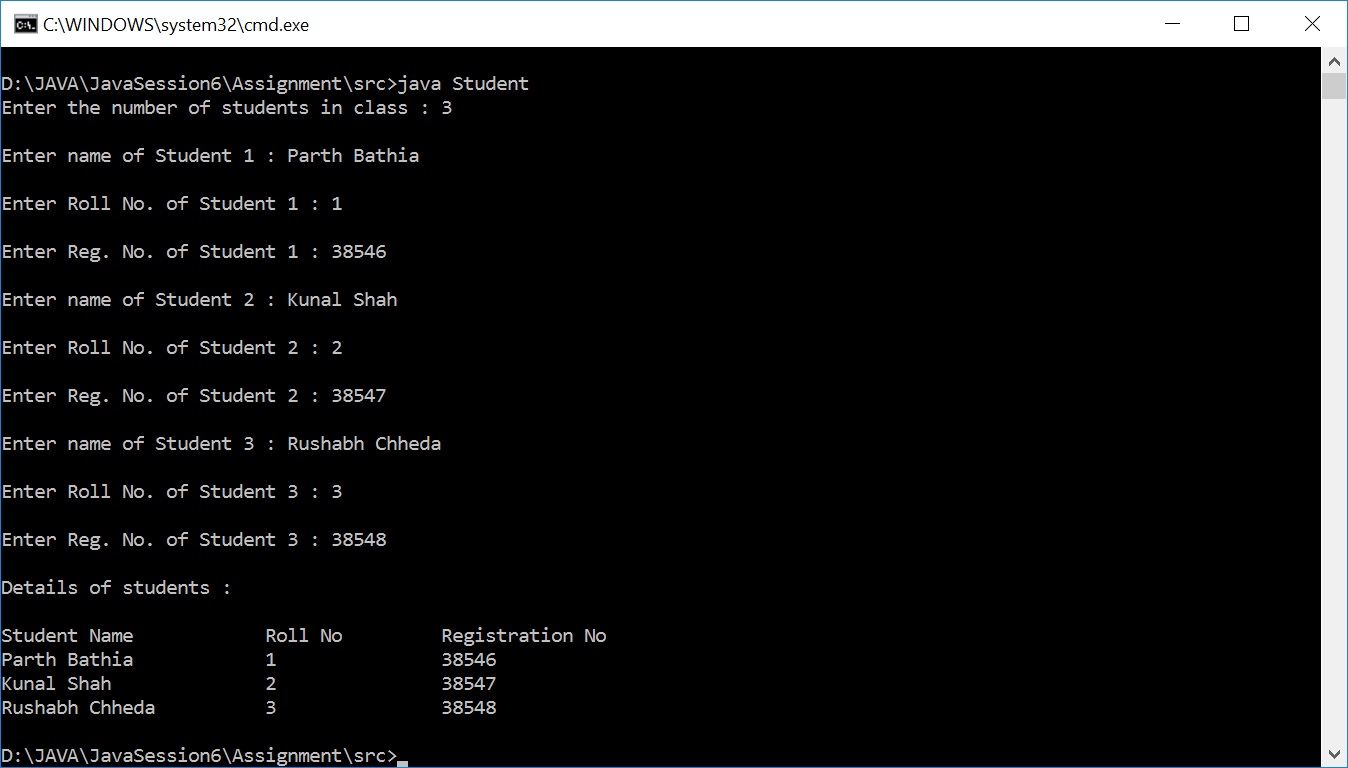 C:\WINDOWS\system32\cmd.exe
D:\JAVA\JavaSession6\Assignment\src>java Student
Enter the number of students in class : 3
Enter name of Student 1 : Parth Bathia
Enter Roll No. of Student 1 : 1
Enter Reg. No. of Student 1 : 38546
Enter name of Student 2 : Kunal Shah
Enter Roll No. of Student 2 : 2
Enter Reg. No. of Student 2 : 38547
Enter name of Student 3 : Rushabh Chheda
Enter Roll No. of Student 3 : 3
Enter Reg. No. of Student 3 : 38548
Details of students :
Student Name            Roll No         Registration No
Parth Bathia            1               38546
Kunal Shah              2               38547
Rushabh Chheda          3               38548
D:\JAVA\JavaSession6\Assignment\src>